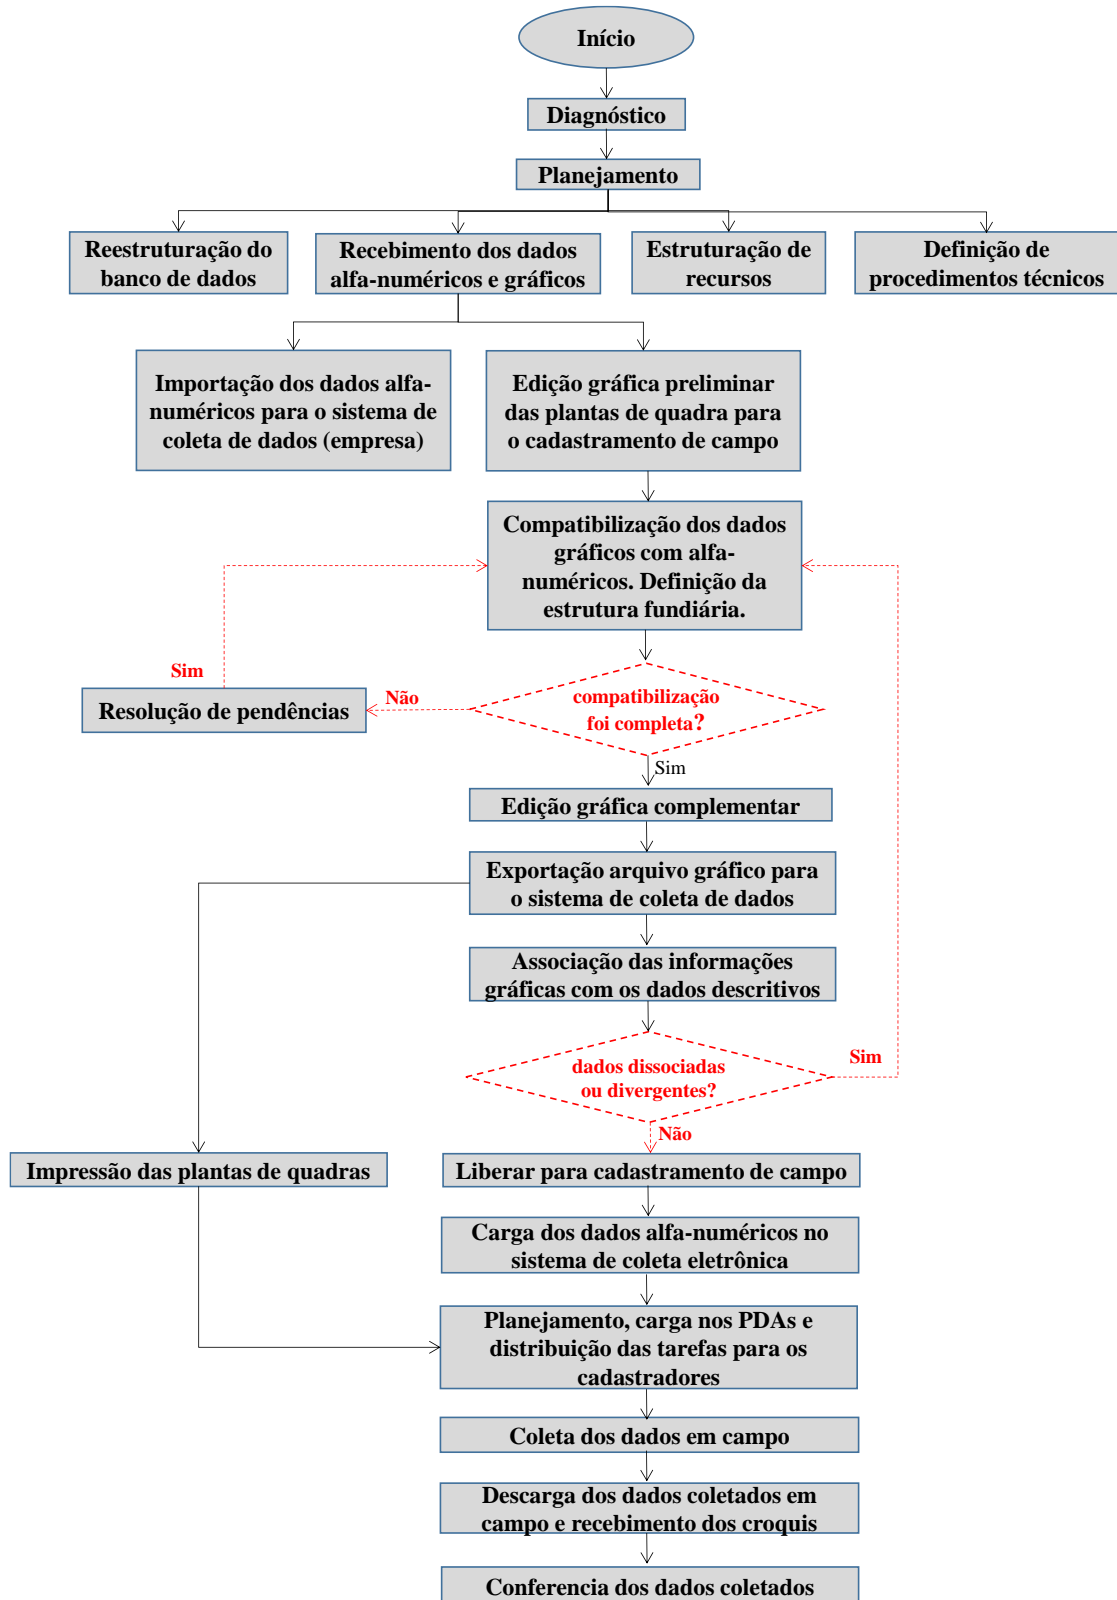 Início
Diagnóstico
Planejamento
Reestruturação do
banco de dados
Recebimento dos dados
alfa-numéricos e gráficos
Estruturação de
recursos
Definição de
procedimentos técnicos
Importação dos dados alfa-
numéricos para o sistema de
coleta de dados (empresa)
Edição gráfica preliminar
das plantas de quadra para
o cadastramento de campo
Compatibilização dos dados
gráficos com alfa-
numéricos. Definição da
estrutura fundiária.
Sim
Resolução de pendências
Não
compatibilização
foi completa?
Sim
Edição gráfica complementar
Exportação arquivo gráfico para
o sistema de coleta de dados
Associação das informações
gráficas com os dados descritivos
dados dissociadas
ou divergentes?
Sim
Não
Impressão das plantas de quadras
Liberar para cadastramento de campo
Carga dos dados alfa-numéricos no
sistema de coleta eletrônica
Planejamento, carga nos PDAs e
distribuição das tarefas para os
cadastradores
Coleta dos dados em campo
Descarga dos dados coletados em
campo e recebimento dos croquis
Conferencia dos dados coletados